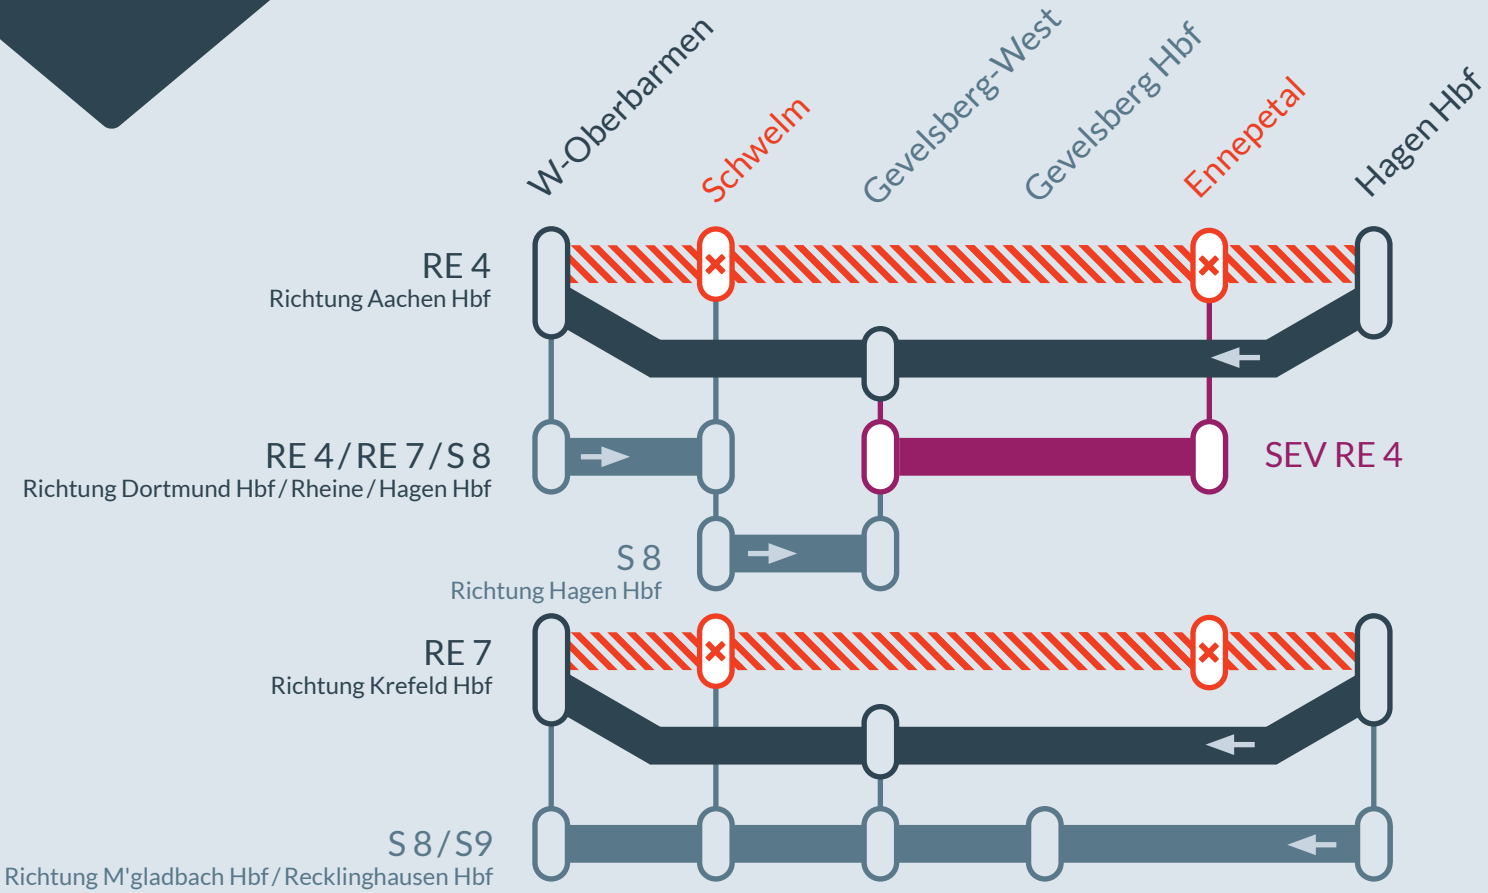 W-Oberbarmen
Schwelm
Gevelsberg-West
Gevelsberg Hbf
Ennepetal
Hagen Hbf
RE 4
Richtung Aachen Hbf
RE 4/RE 7/S 8
Richtung Dortmund Hbf/Rheine/Hagen Hbf
SEV RE 4
S 8
Richtung Hagen Hbf
RE 7
Richtung Krefeld Hbf
S 8/S9
Richtung M'gladbach Hbf/Recklinghausen Hbf